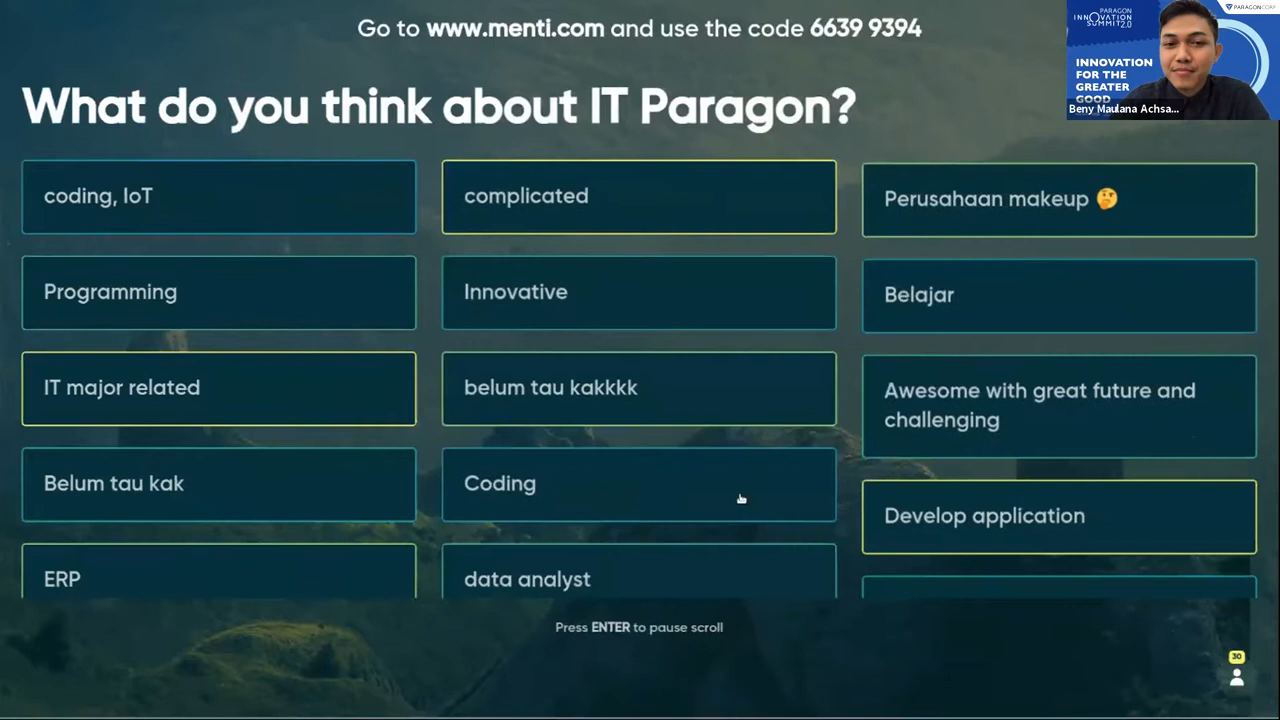 Go to www.menti.com and use the code 6639 9394
What do you think about IT Paragon?
coding, IoT
Programming
IT major related
Belum tau kak
ERP
complicated
Innovative
belum tau kakkkk
Coding
data analyst
Perusahaan makeup 🤔
Belajar
Awesome with great future and
challenging
Develop application
Press ENTER to pause scroll
30
PARAGONCORP
PARAGON
INNOVATION
SUMMIT 2.0
INNOVATION
FOR THE
GREATER
GOOD
Beny Maulana Achsa...